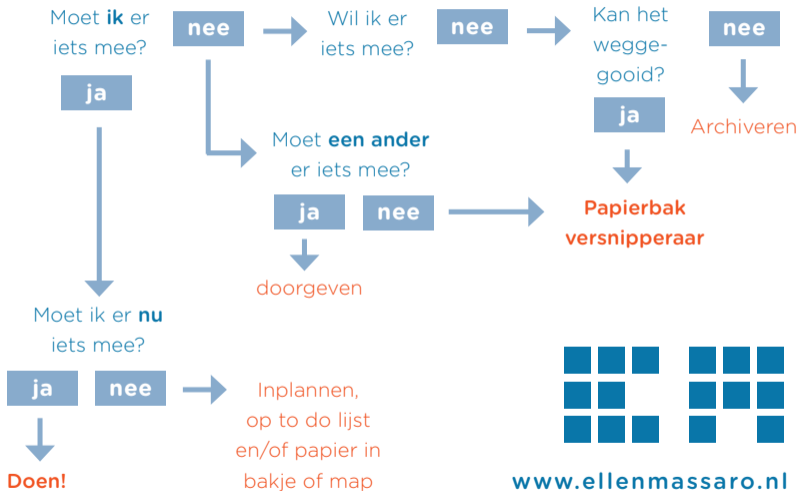 Moet ik er
iets mee?
nee
Wil ik er
iets mee?
nee
Kan het
wegge-
gooid?
nee
ja
ja
Archiveren
Moet een ander
er iets mee?
ja
nee
Papierbak
versnipperaar
doorgeven
Moet ik er nu
iets mee?
ja
nee
Inplannen,
op to do lijst
en/of papier in
bakje of map
Doen!
www.ellenmassaro.nl